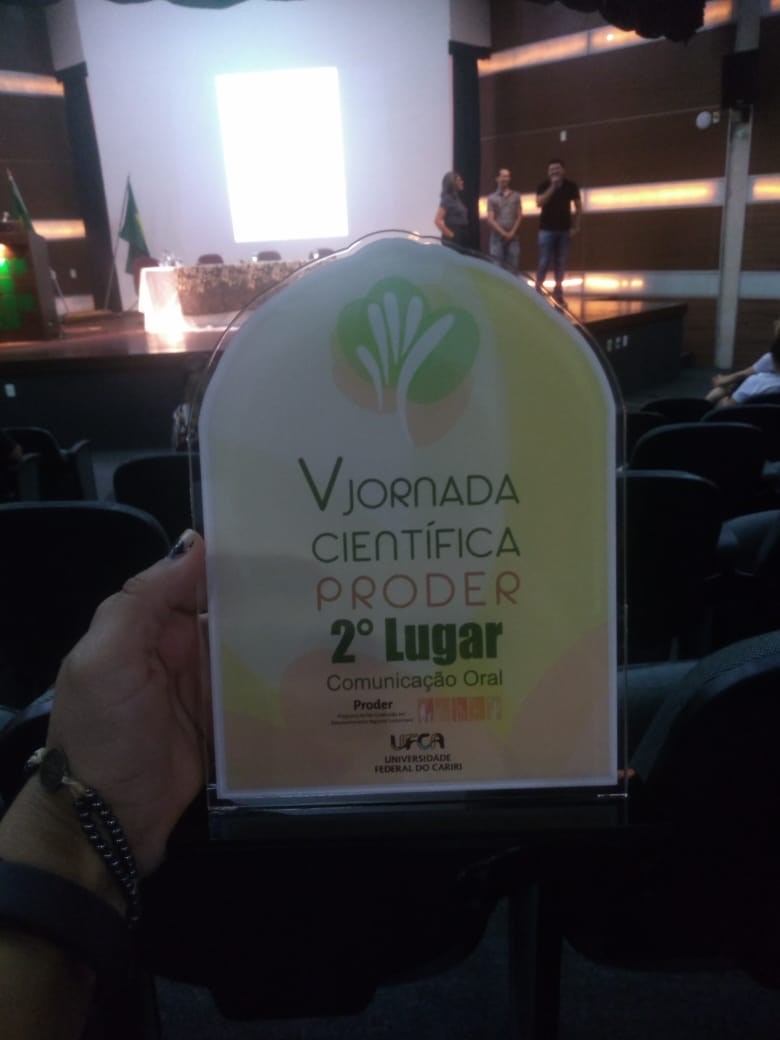 V JORNADA
CIENTÍFICA
PRODER
2° Lugar
Comunicação Oral
Proder
UFCA
UNIVERSIDADE
FEDERAL DO CARIRI